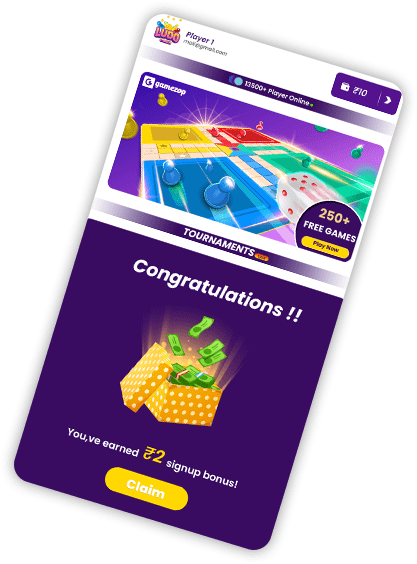 LUDO
Player 1
mail@gmail.com
₹10
13500+ Player Online
G gamezop
250+
FREE GAMES
Play Now
TOURNAMENTS
Congratulations !!
You,ve earned ₹2 signup bonus!
Claim